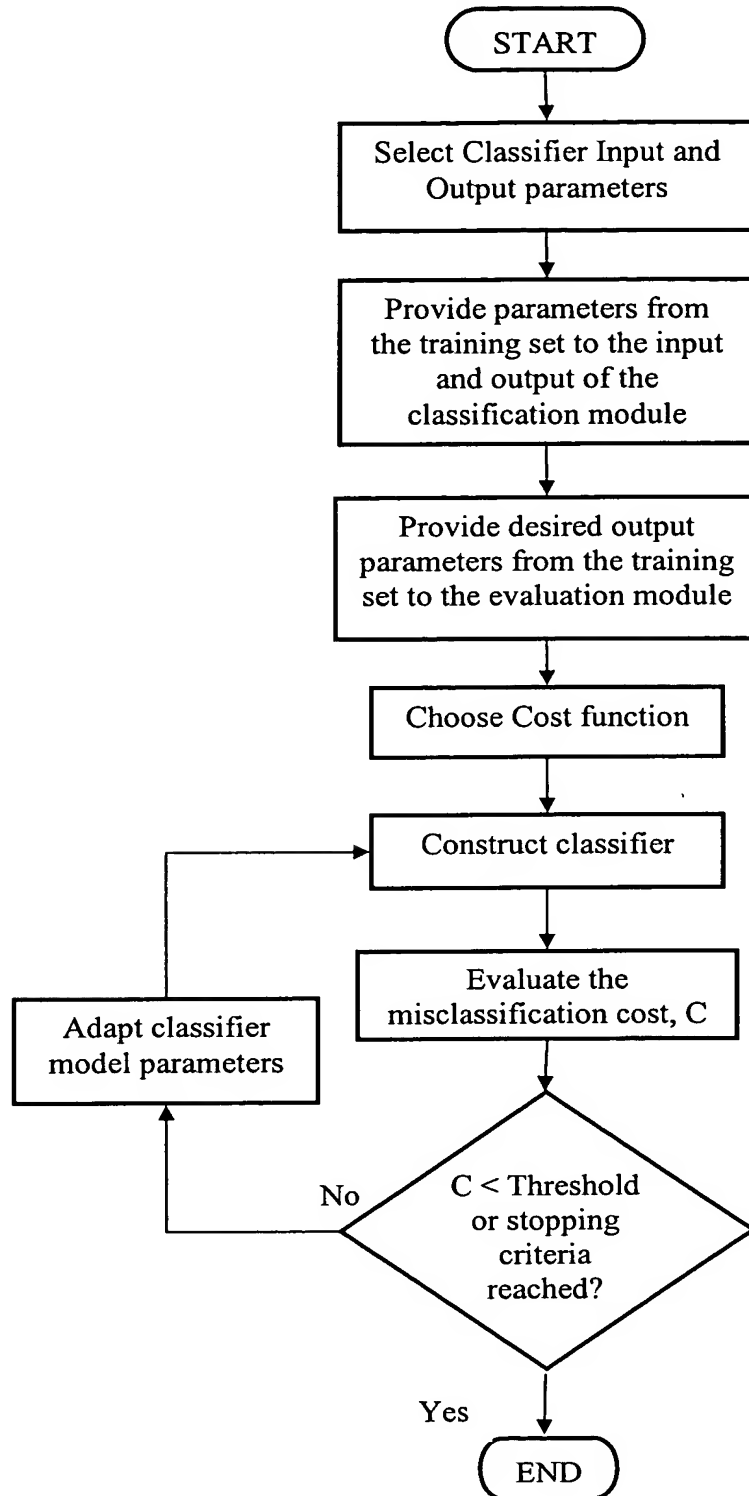 START
Select Classifier Input and
Output parameters
Provide parameters from
the training set to the input
and output of the
classification module
Provide desired output
parameters from the training
set to the evaluation module
Choose Cost function
Construct classifier
Evaluate the
misclassification cost, C
Adapt classifier
model parameters
No
C < Threshold
or stopping
criteria
reached?
Yes
END